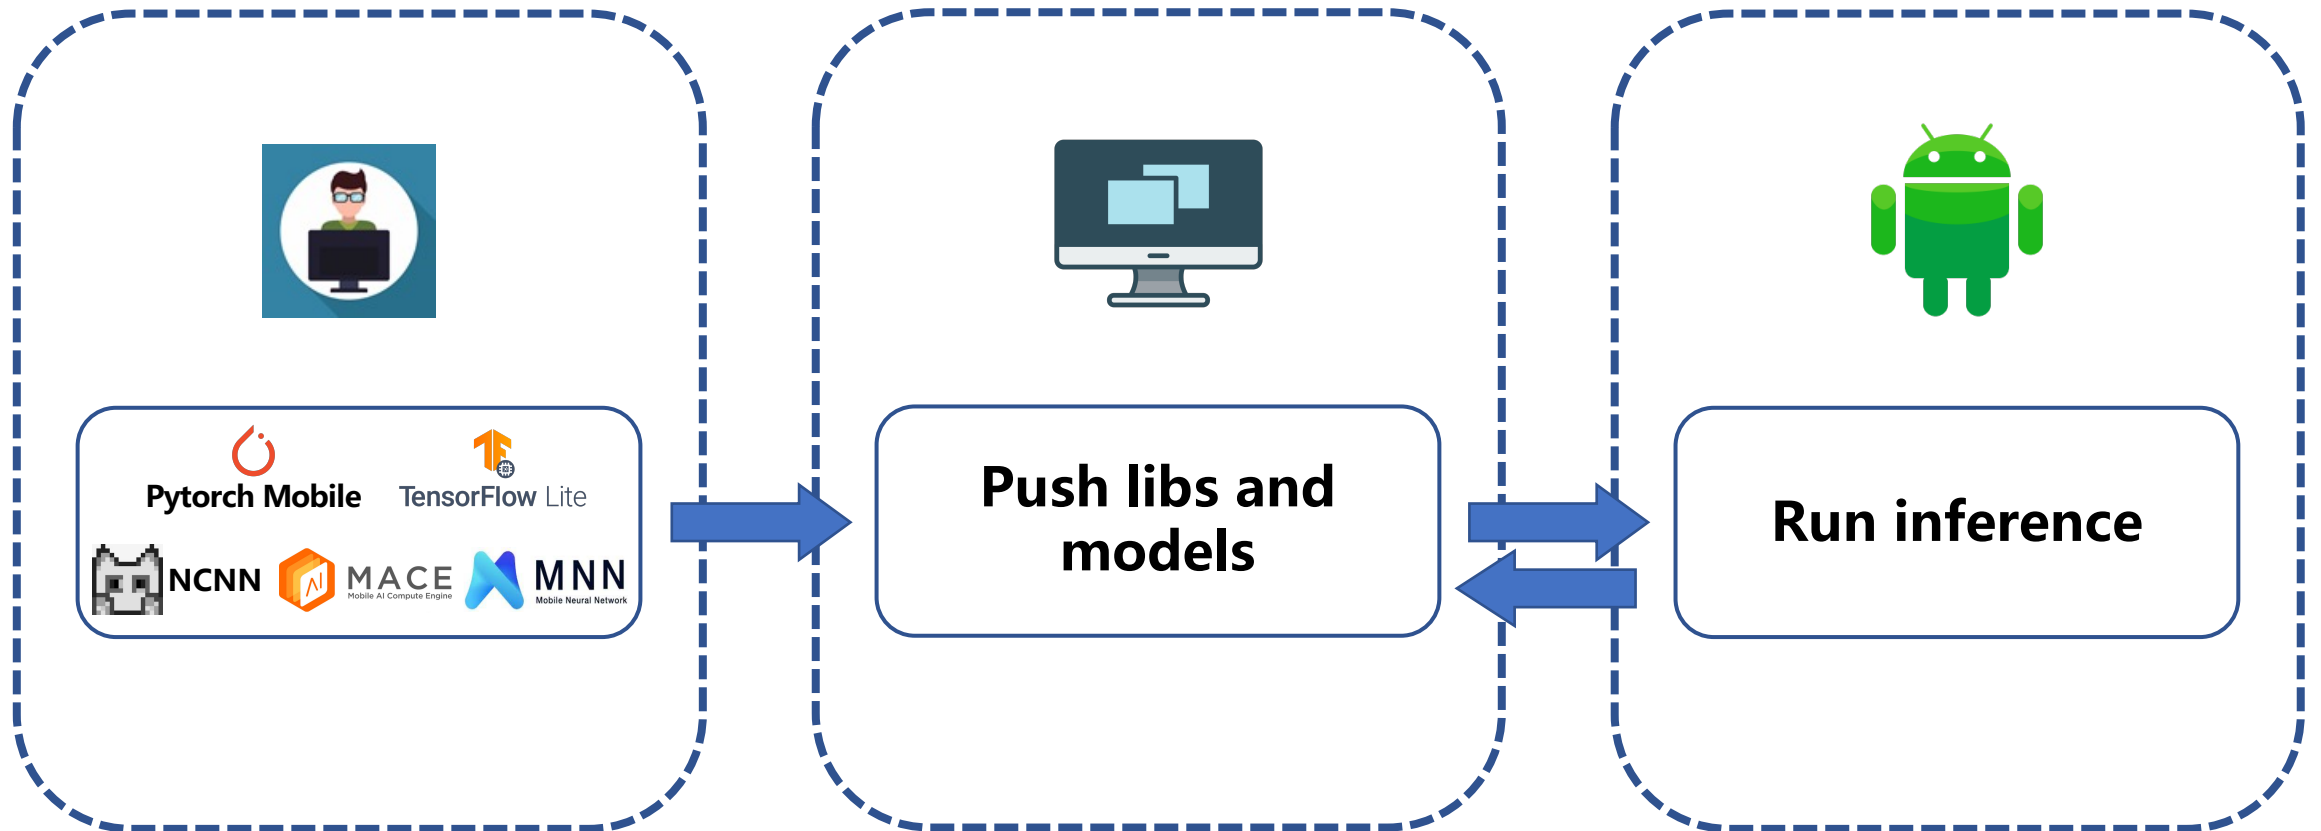 Pytorch Mobile
TensorFlow Lite
NCNN
AI
MACE
Mobile AI Compute Engine
MNN
Mobile Neural Network
Push libs and
models
Run inference